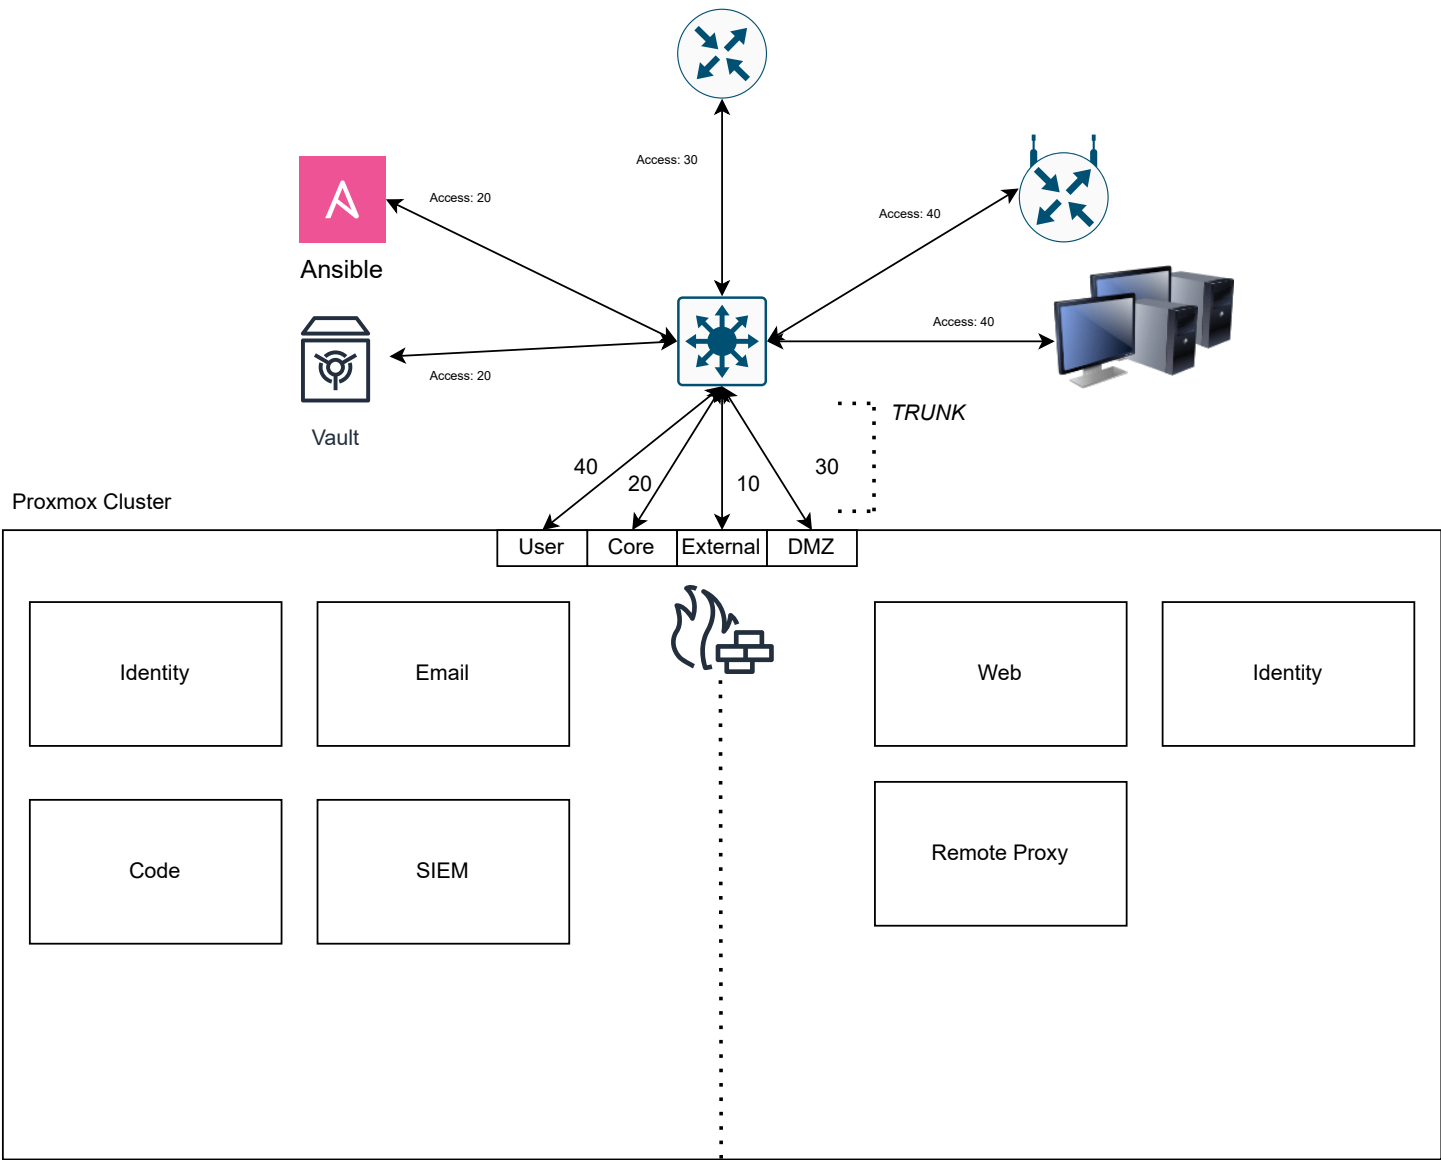 Access: 30
Access: 20
Access: 40
Ansible
Access: 40
Access: 20
Vault
TRUNK
40
20
10
30
Proxmox Cluster
User
Core
External
DMZ
Identity
Email
Web
Identity
Code
SIEM
Remote Proxy